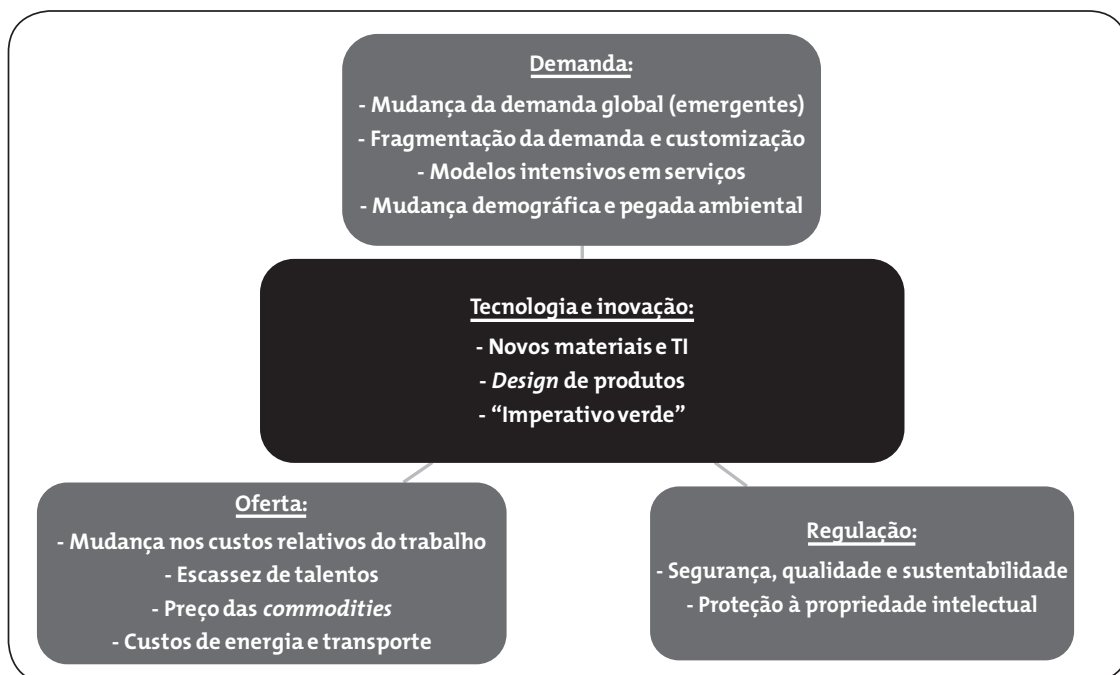 Demanda:
- Mudança da demanda global (emergentes)
- Fragmentação da demanda e customização
- Modelos intensivos em serviços
- Mudança demográfica e pegada ambiental
Tecnologia e inovação:
- Novos materiais e TI
- Design de produtos
- “Imperativo verde”
Oferta:
- Mudança nos custos relativos do trabalho
- Escassez de talentos
- Preço das commodities
- Custos de energia e transporte
Regulação:
- Segurança, qualidade e sustentabilidade
- Proteção à propriedade intelectual